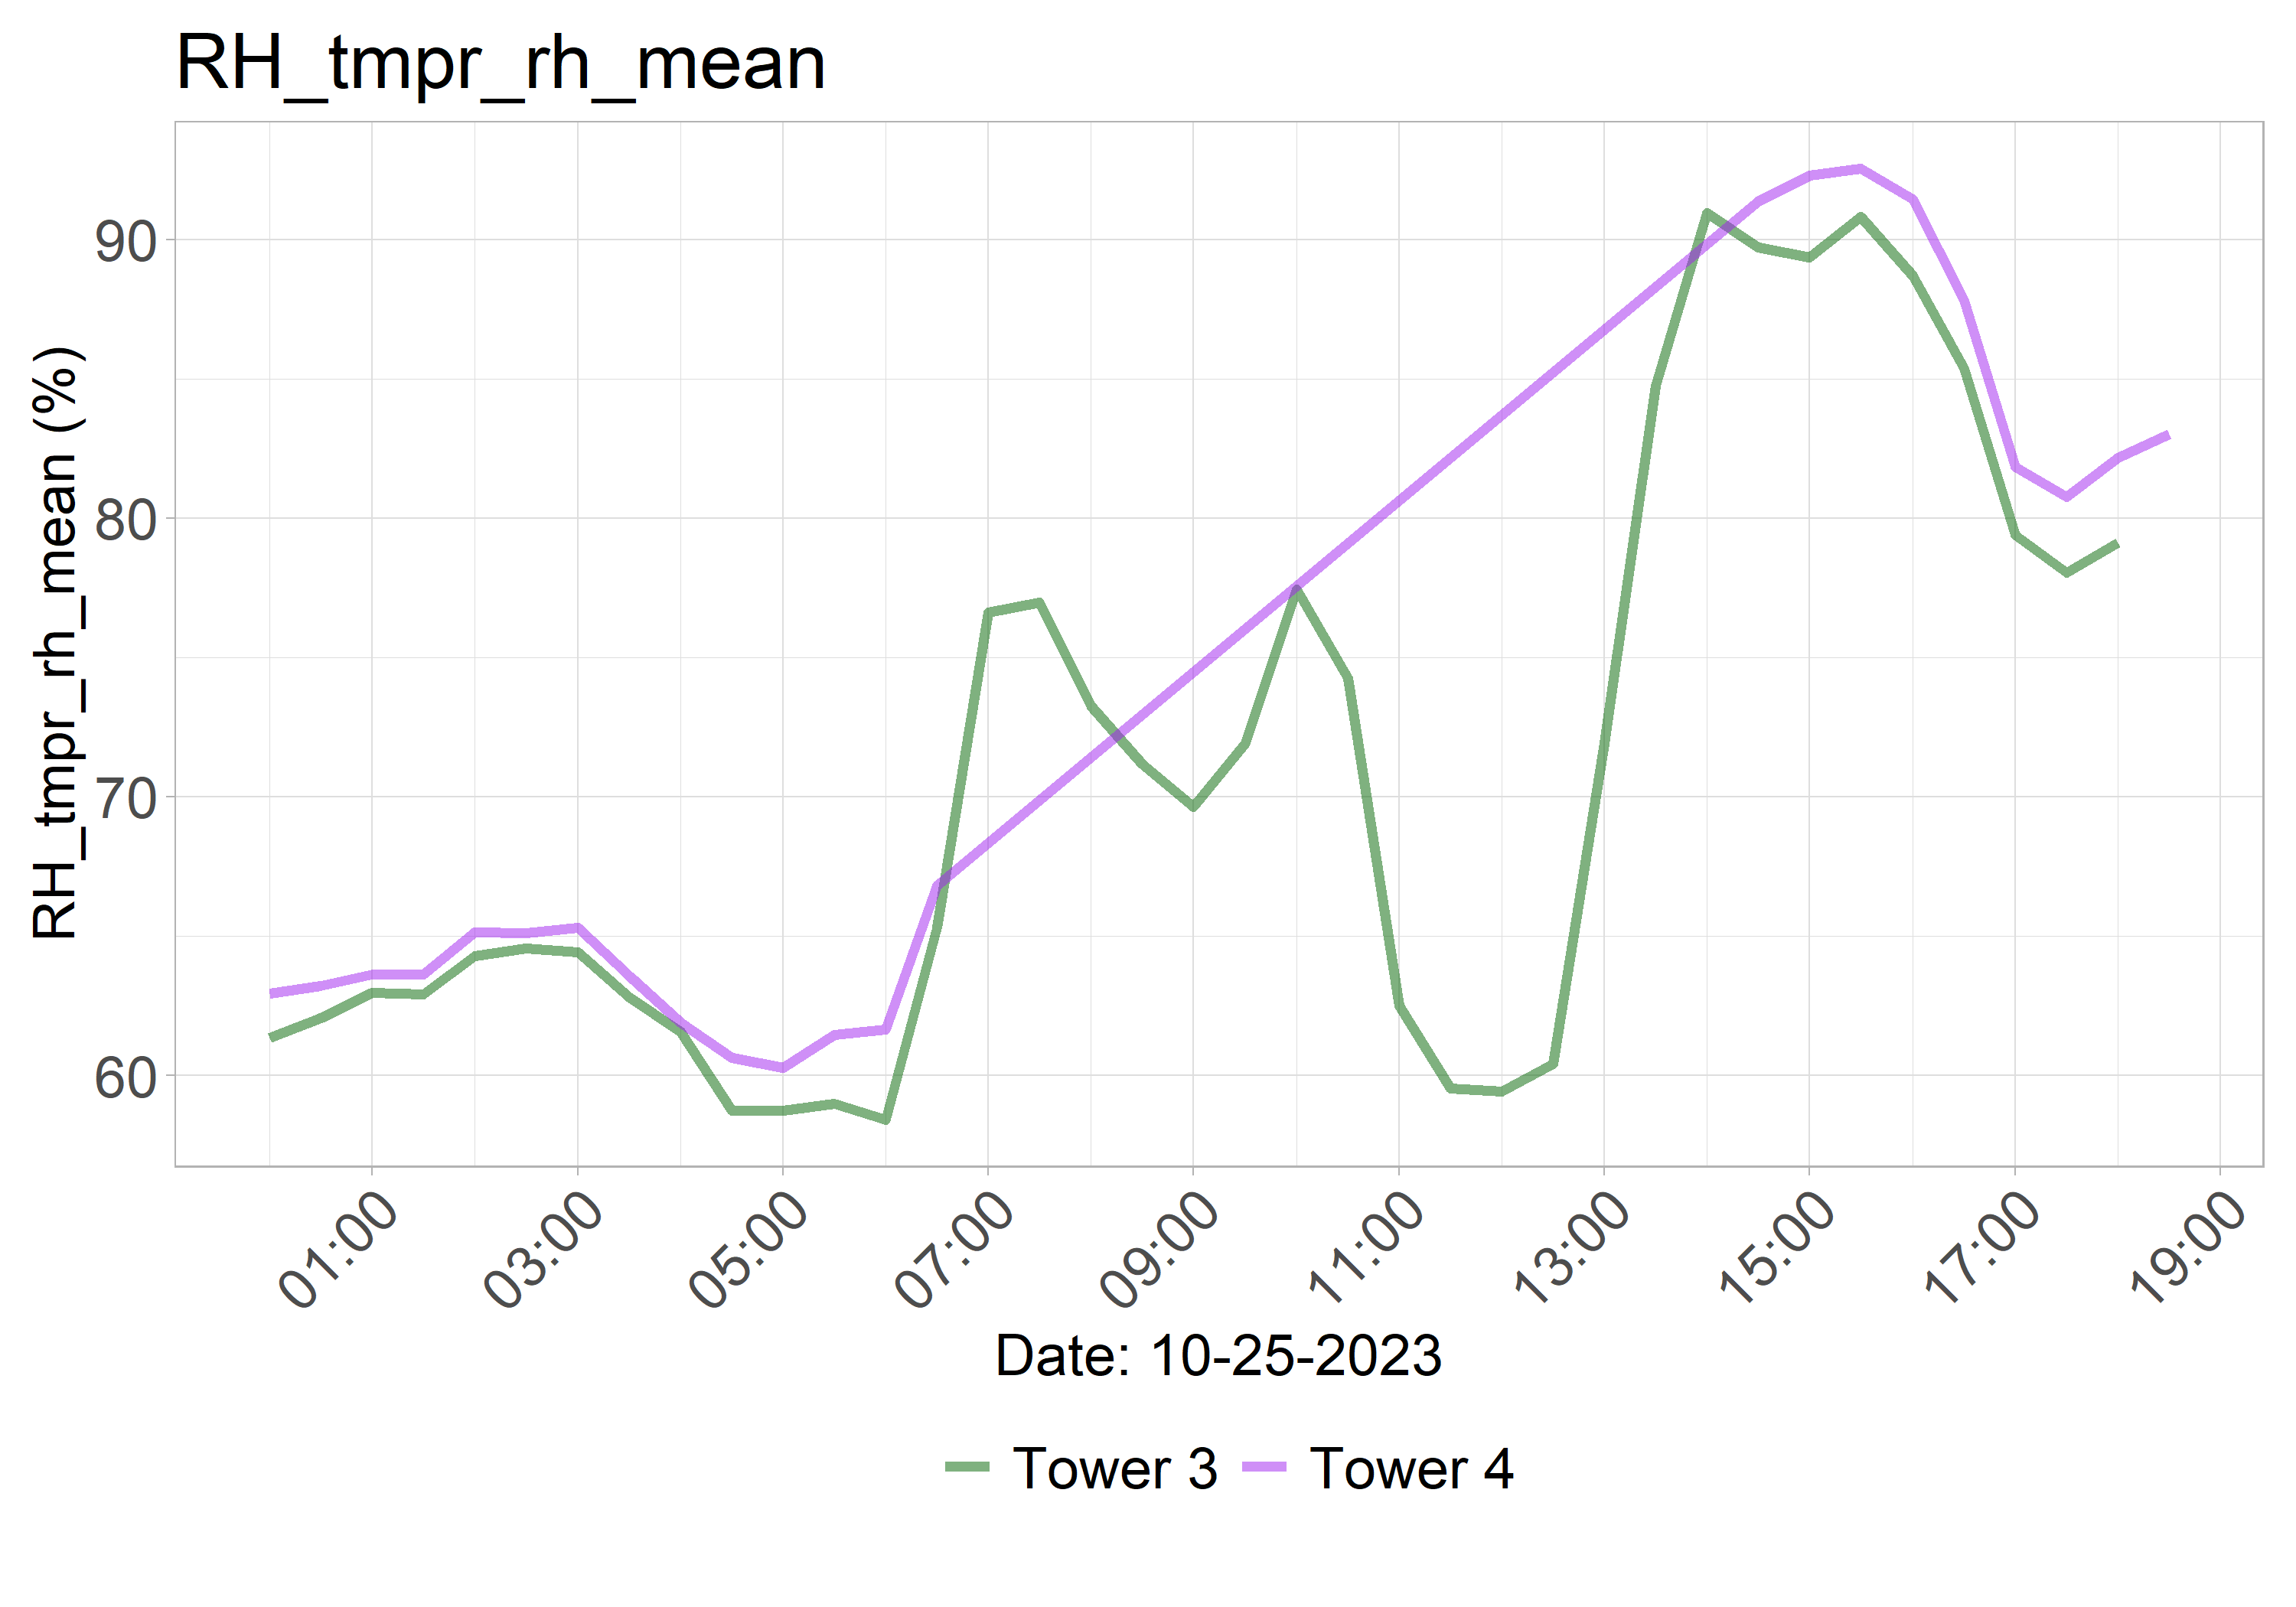 RH_tmpr_rh_mean
RH_tmpr_rh_mean (%)
90
80
70
60
01:00 03:00 05:00 07:00 09:00 11:00 13:00 15:00 17:00 19:00
Date: 10-25-2023
Tower 3 Tower 4